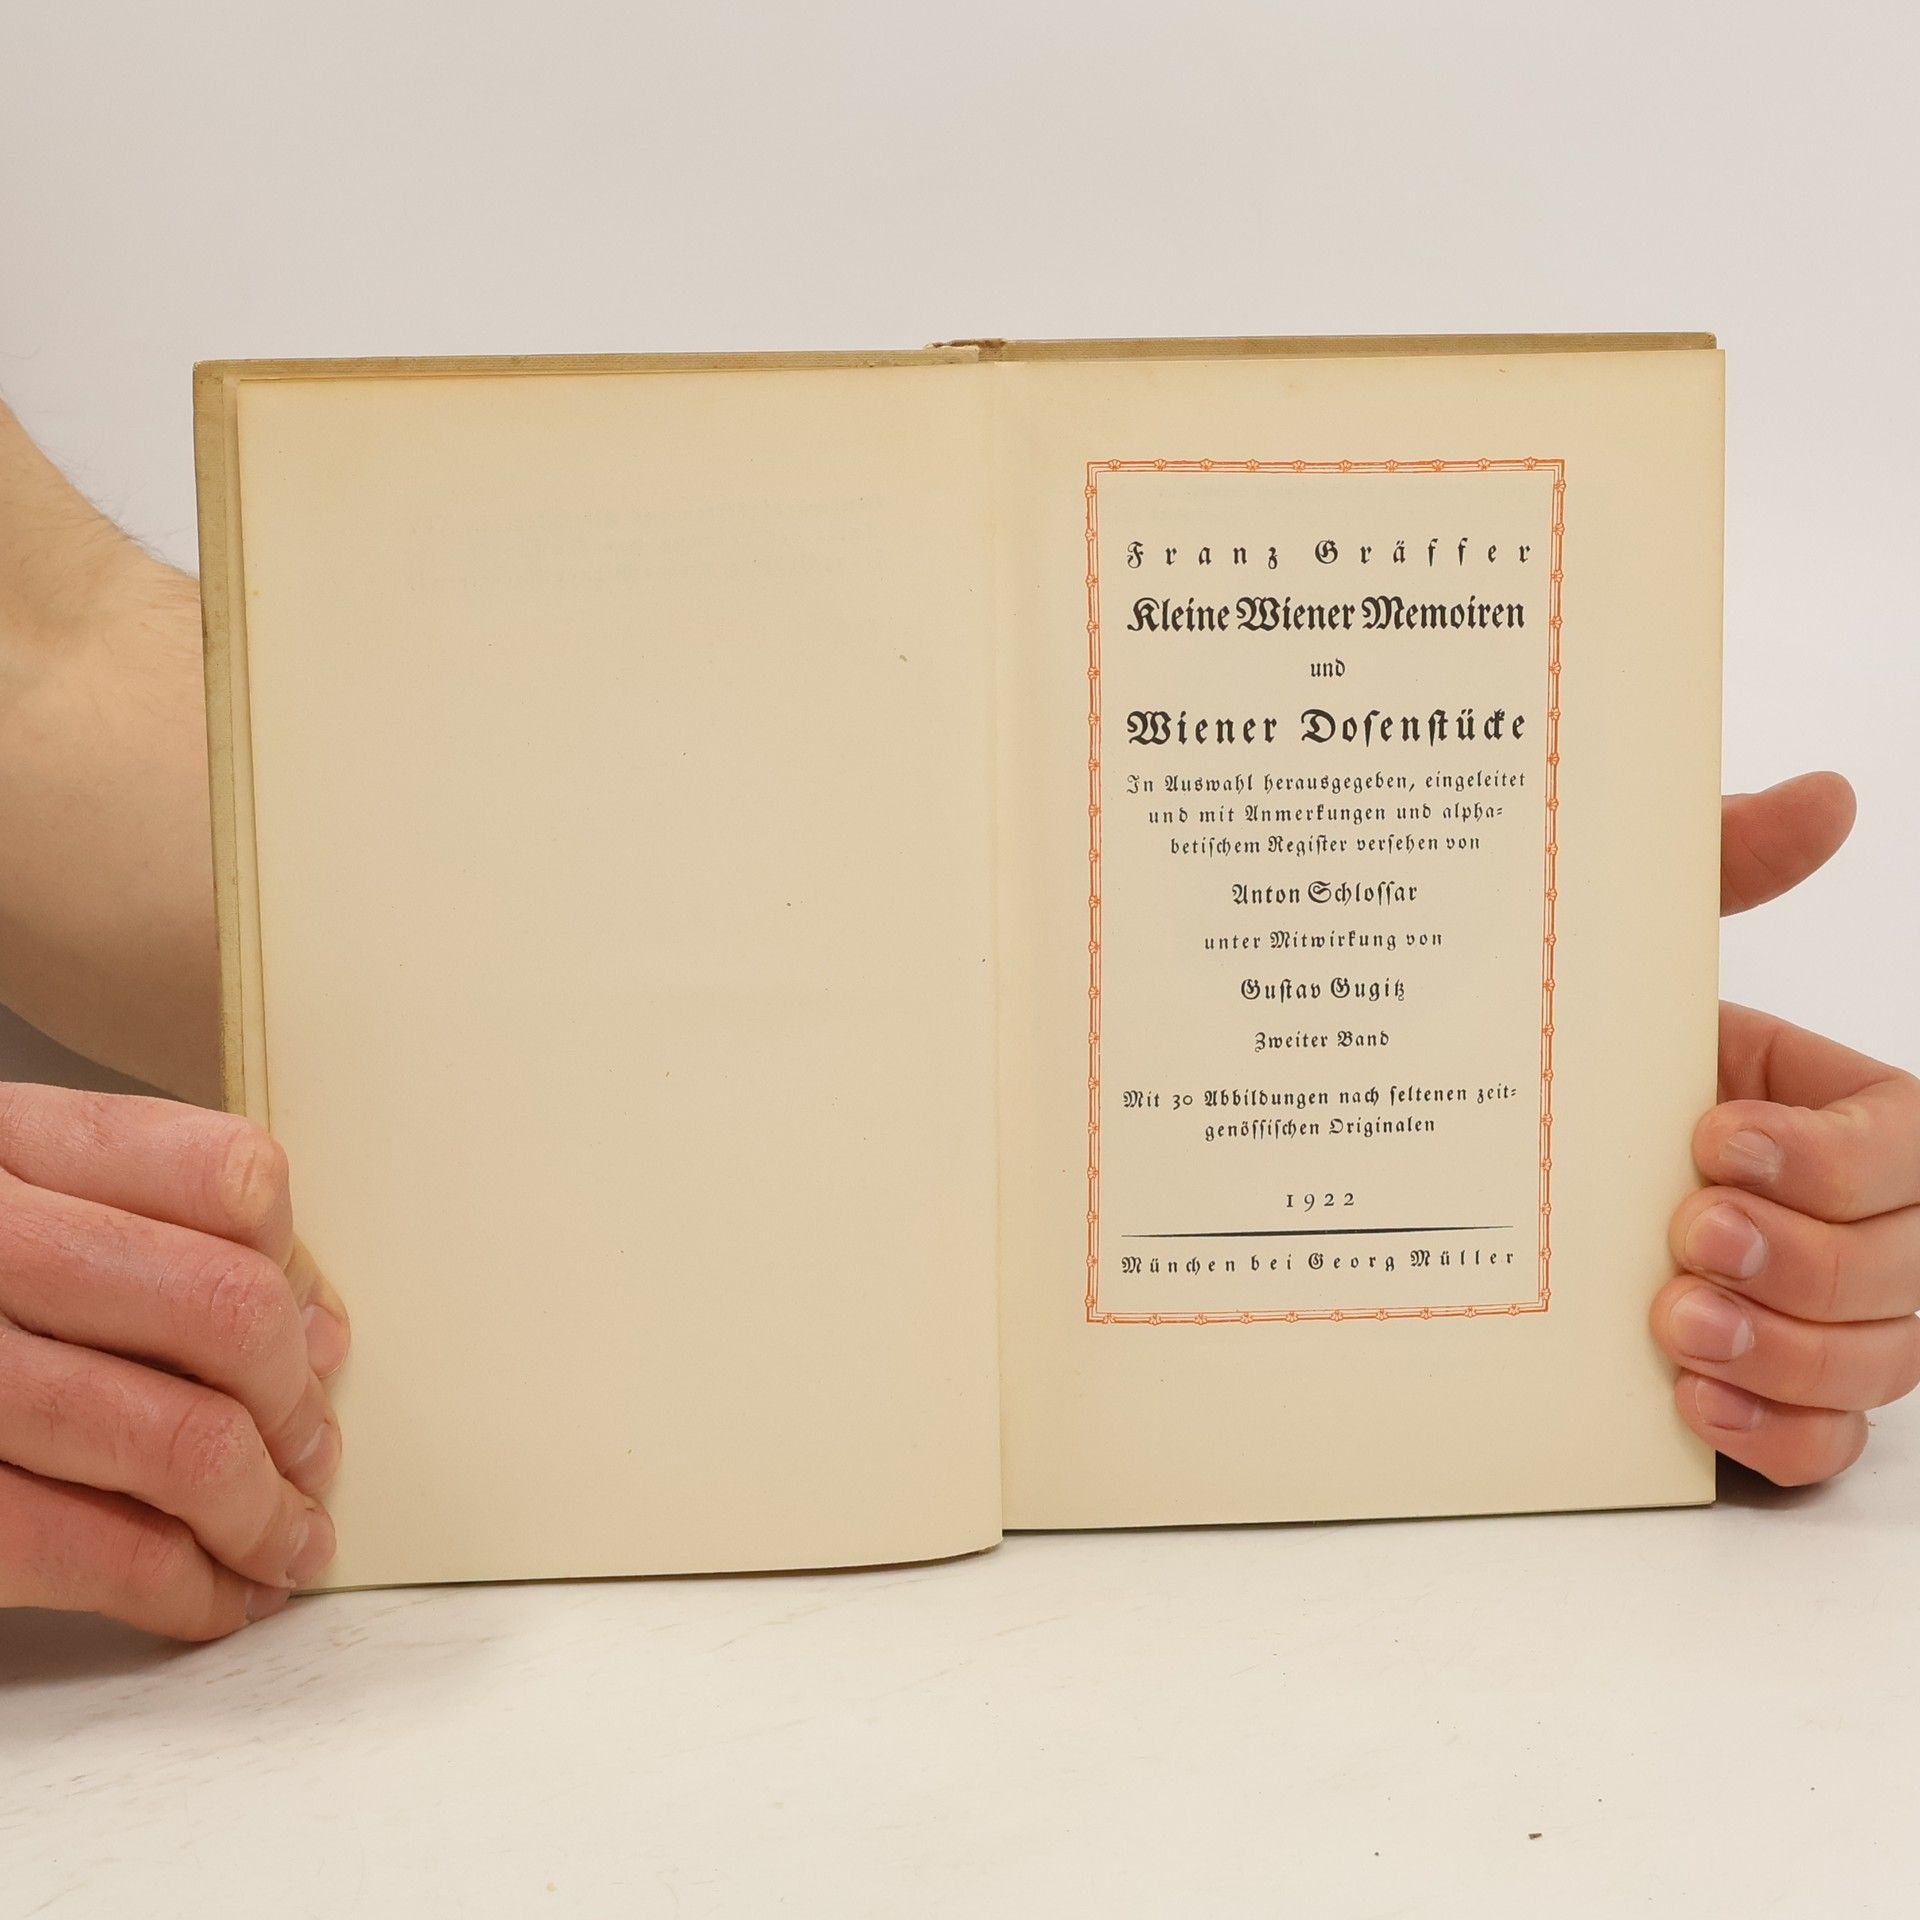 Franz Gräffer
Kleine Wiener Memoiren
und
Wiener Doſenſtücke
In Auswahl herausgegeben, eingeleitet
und mit Anmerkungen und alpha⸗
betiſchem Regiſter verſehen von
Anton Schloſſar
unter Mitwirkung von
Guſtav Gugitz
Zweiter Band
Mit 30 Abbildungen nach ſeltenen zeit⸗
genöſſiſchen Originalen
1922
München bei Georg Müller